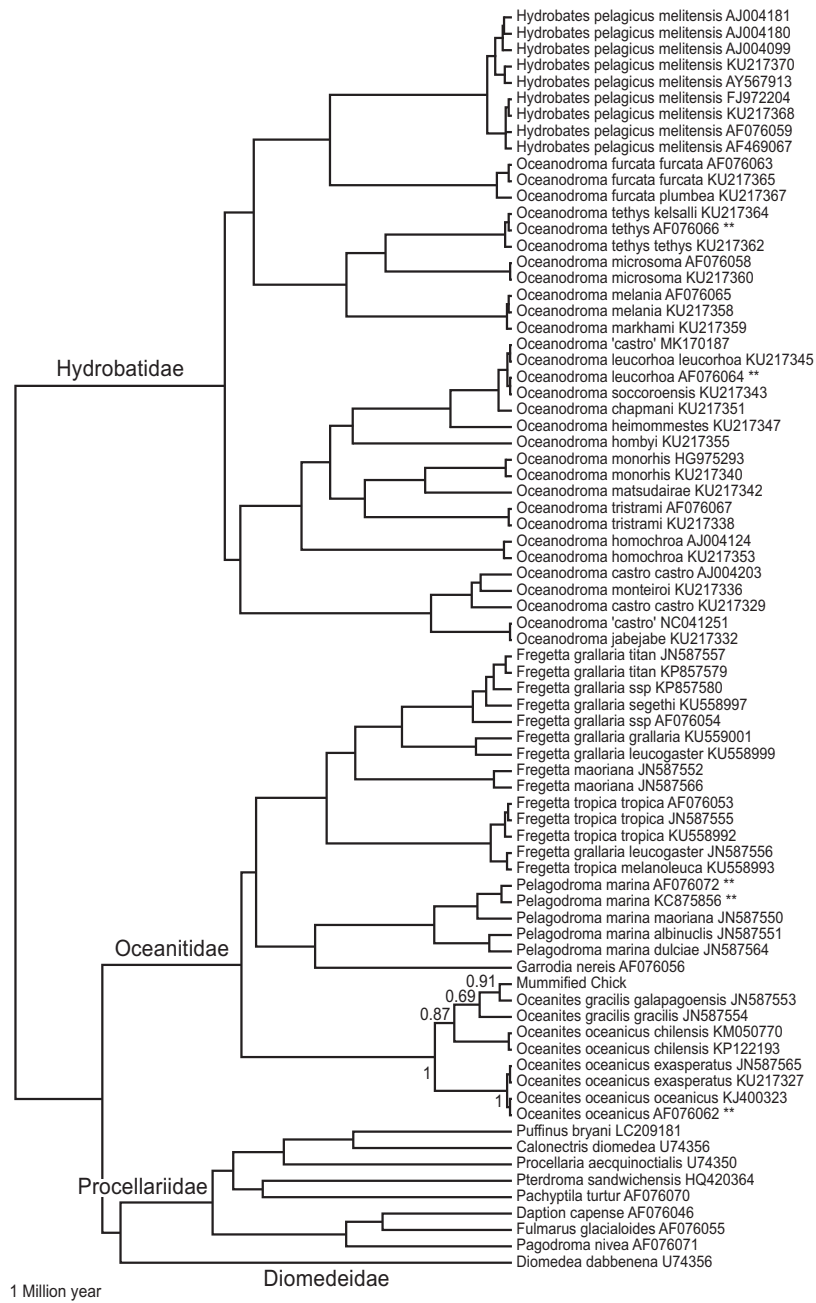 Hydrobates pelagicus melitensis AJ004181
Hydrobates pelagicus melitensis AJ004180
Hydrobates pelagicus melitensis AJ004099
Hydrobates pelagicus melitensis KU217370
Hydrobates pelagicus melitensis AY567913
Hydrobates pelagicus melitensis FJ972204
Hydrobates pelagicus melitensis KU217368
Hydrobates pelagicus melitensis AF076059
Hydrobates pelagicus melitensis AF469067
Oceanodroma furcata furcata AF076063
Oceanodroma furcata furcata KU217365
Oceanodroma furcata plumbea KU217367
Oceanodroma tethys kelsalli KU217364
Oceanodroma tethys AF076066 **
Oceanodroma tethys tethys KU217362
Oceanodroma microsoma AF076058
Oceanodroma microsoma KU217360
Oceanodroma melania AF076065
Oceanodroma melania KU217358
Oceanodroma markhami KU217359
Oceanodroma 'castro' MK170187
Oceanodroma leucorhoa leucorhoa KU217345
Hydrobatidae
Oceanodroma leucorhoa AF076064 **
Oceanodroma soccoroensis KU217343
Oceanodroma chapmani KU217351
Oceanodroma heimommestes KU217347
Oceanodroma hombyi KU217355
Oceanodroma monorhis HG975293
Oceanodroma monorhis KU217340
Oceanodroma matsudairae KU217342
Oceanodroma tristrami AF076067
Oceanodroma tristrami KU217338
Oceanodroma homochroa AJ004124
Oceanodroma homochroa KU217353
Oceanodroma castro castro AJ004203
Oceanodroma monteiroi KU217336
Oceanodroma castro castro KU217329
Oceanodroma 'castro' NC041251
Oceanodroma jabejabe KU217332
Fregetta grallaria titan JN587557
Fregetta grallaria titan KP857579
Fregetta grallaria ssp KP857580
Fregetta grallaria segethi KU558997
Fregetta grallaria ssp AF076054
Fregetta grallaria grallaria KU559001
Fregetta grallaria leucogaster KU558999
Fregetta maoriana JN587552
Fregetta maoriana JN587566
Fregetta tropica tropica AF076053
Fregetta tropica tropica JN587555
Fregetta tropica tropica KU558992
Fregetta grallaria leucogaster JN587556
Fregetta tropica melanoleuca KU558993
Pelagodroma marina AF076072 **
Pelagodroma marina KC875856 **
Pelagodroma marina maoriana JN587550
Pelagodroma marina albinuclis JN587551
Oceanitidae
Pelagodroma marina dulciae JN587564
Garrodia nereis AF076056
0.91
Mummified Chick
0.69
Oceanites gracilis galapagoensis JN587553
0.87
Oceanites gracilis gracilis JN587554
Oceanites oceanicus chilensis KM050770
Oceanites oceanicus chilensis KP122193
Oceanites oceanicus exasperatus JN587565
1
Oceanites oceanicus exasperatus KU217327
1
Oceanites oceanicus oceanicus KJ400323
Oceanites oceanicus AF076062 **
Puffinus bryani LC209181
Calonectris diomedea U74356
Procellaria aecquinoctialis U74350
Procellariidae
Pterdroma sandwichensis HQ420364
Pachyptila turtur AF076070
Daption capense AF076046
Fulmarus glacialoides AF076055
Pagodroma nivea AF076071
Diomedea dabbenena U74356
Diomedeidae
1 Million year